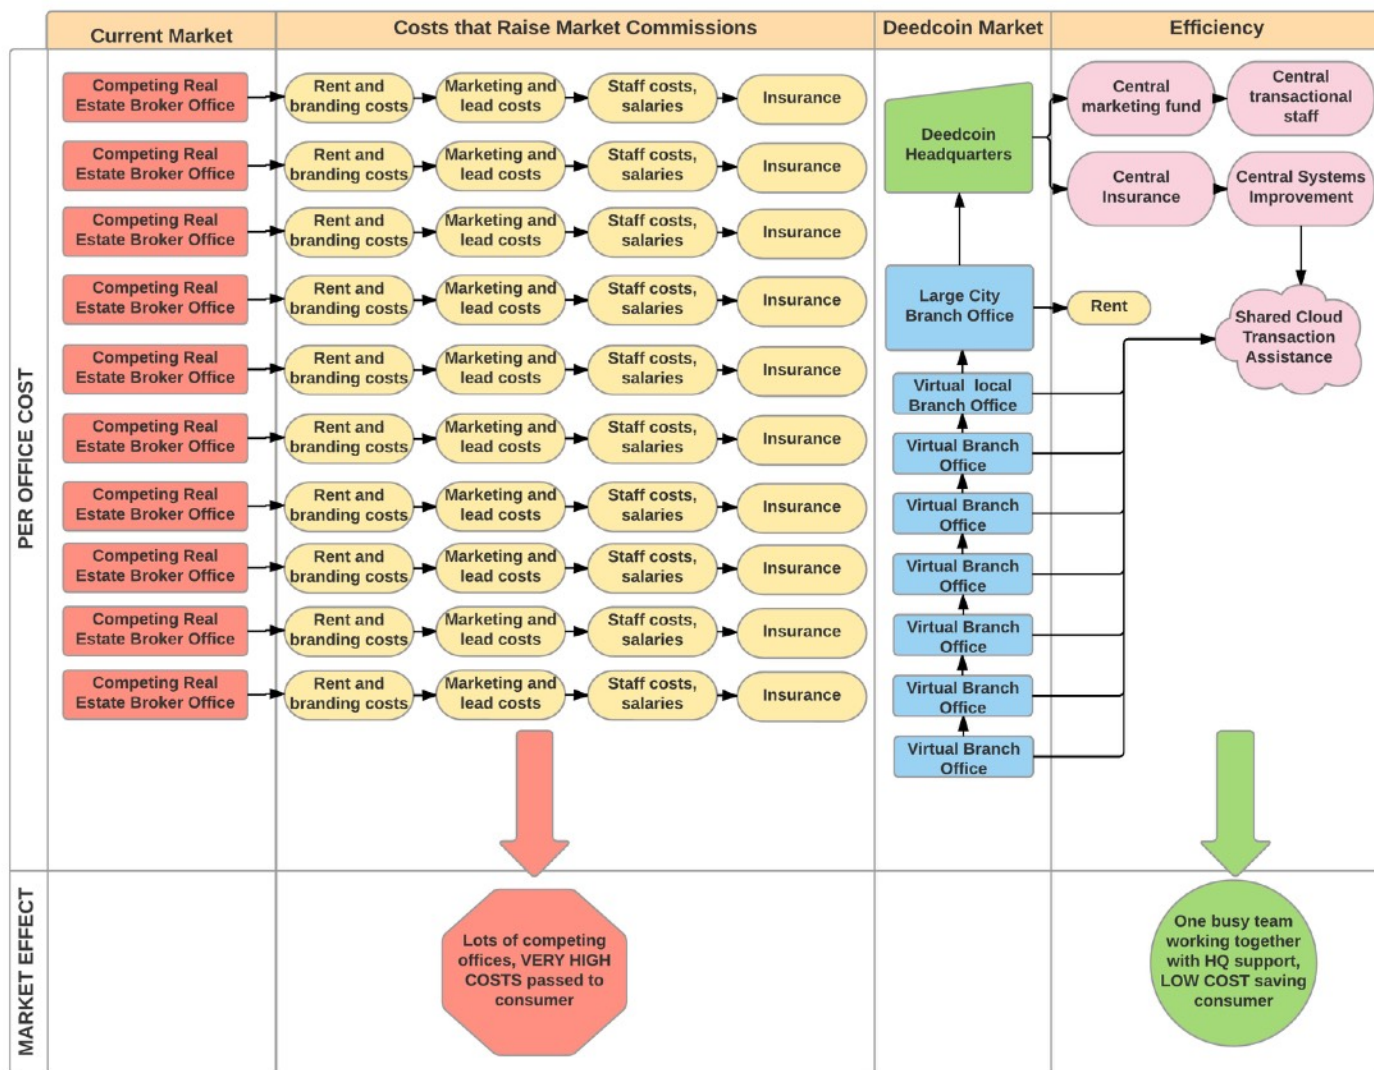 Current Market
Costs that Raise Market Commissions
Deedcoin Market
Efficiency
PER OFFICE COST
Competing Real
Estate Broker Office
Rent and
branding costs
Marketing and
lead costs
Staff costs,
salaries
Insurance
Competing Real
Estate Broker Office
Rent and
branding costs
Marketing and
lead costs
Staff costs,
salaries
Insurance
Competing Real
Estate Broker Office
Rent and
branding costs
Marketing and
lead costs
Staff costs,
salaries
Insurance
Competing Real
Estate Broker Office
Rent and
branding costs
Marketing and
lead costs
Staff costs,
salaries
Insurance
Competing Real
Estate Broker Office
Rent and
branding costs
Marketing and
lead costs
Staff costs,
salaries
Insurance
Competing Real
Estate Broker Office
Rent and
branding costs
Marketing and
lead costs
Staff costs,
salaries
Insurance
Competing Real
Estate Broker Office
Rent and
branding costs
Marketing and
lead costs
Staff costs,
salaries
Insurance
Competing Real
Estate Broker Office
Rent and
branding costs
Marketing and
lead costs
Staff costs,
salaries
Insurance
Competing Real
Estate Broker Office
Rent and
branding costs
Marketing and
lead costs
Staff costs,
salaries
Insurance
Competing Real
Estate Broker Office
Rent and
branding costs
Marketing and
lead costs
Staff costs,
salaries
Insurance
Deedcoin
Headquarters
Central
marketing fund
Central
transactional
staff
Central
Insurance
Central Systems
Improvement
Large City
Branch Office
Rent
Shared Cloud
Transaction
Assistance
Virtual local
Branch Office
Virtual Branch
Office
Virtual Branch
Office
Virtual Branch
Office
Virtual Branch
Office
Virtual Branch
Office
Virtual Branch
Office
MARKET EFFECT
Lots of competing
offices, VERY HIGH
COSTS passed to
consumer
One busy team
working together
with HQ support,
LOW COST saving
consumer